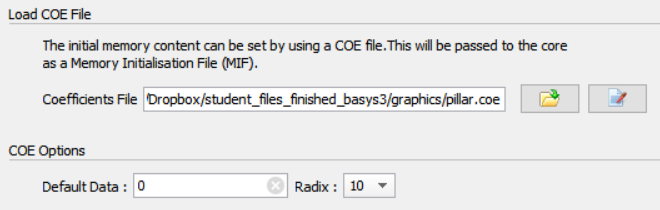 Load COE File
The initial memory content can be set by using a COE file.This will be passed to the core
as a Memory Initialisation File (MIF).
Coefficients File /Dropbox/student_files_finished_basys3/graphics/pillar.coe
COE Options
Default Data : 0 Radix : 10